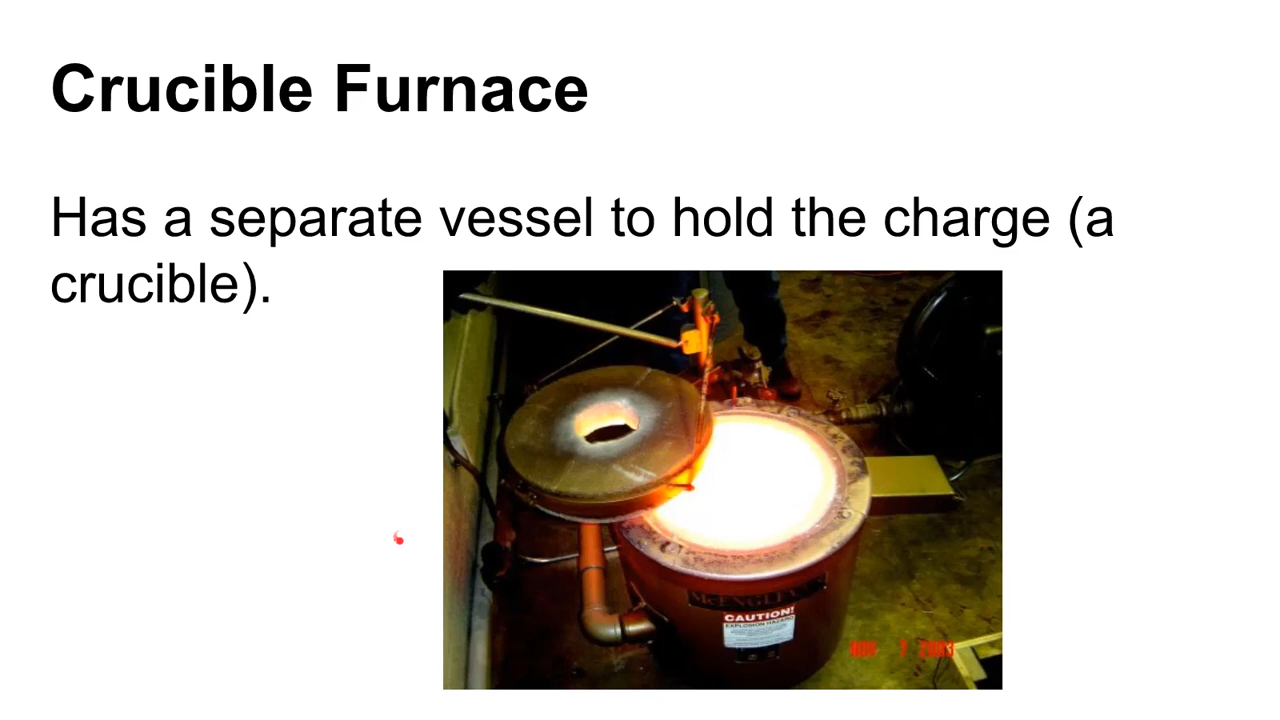 Crucible Furnace
Has a separate vessel to hold the charge (a
crucible).
CAUTION!
EXPLOSION HAZARD